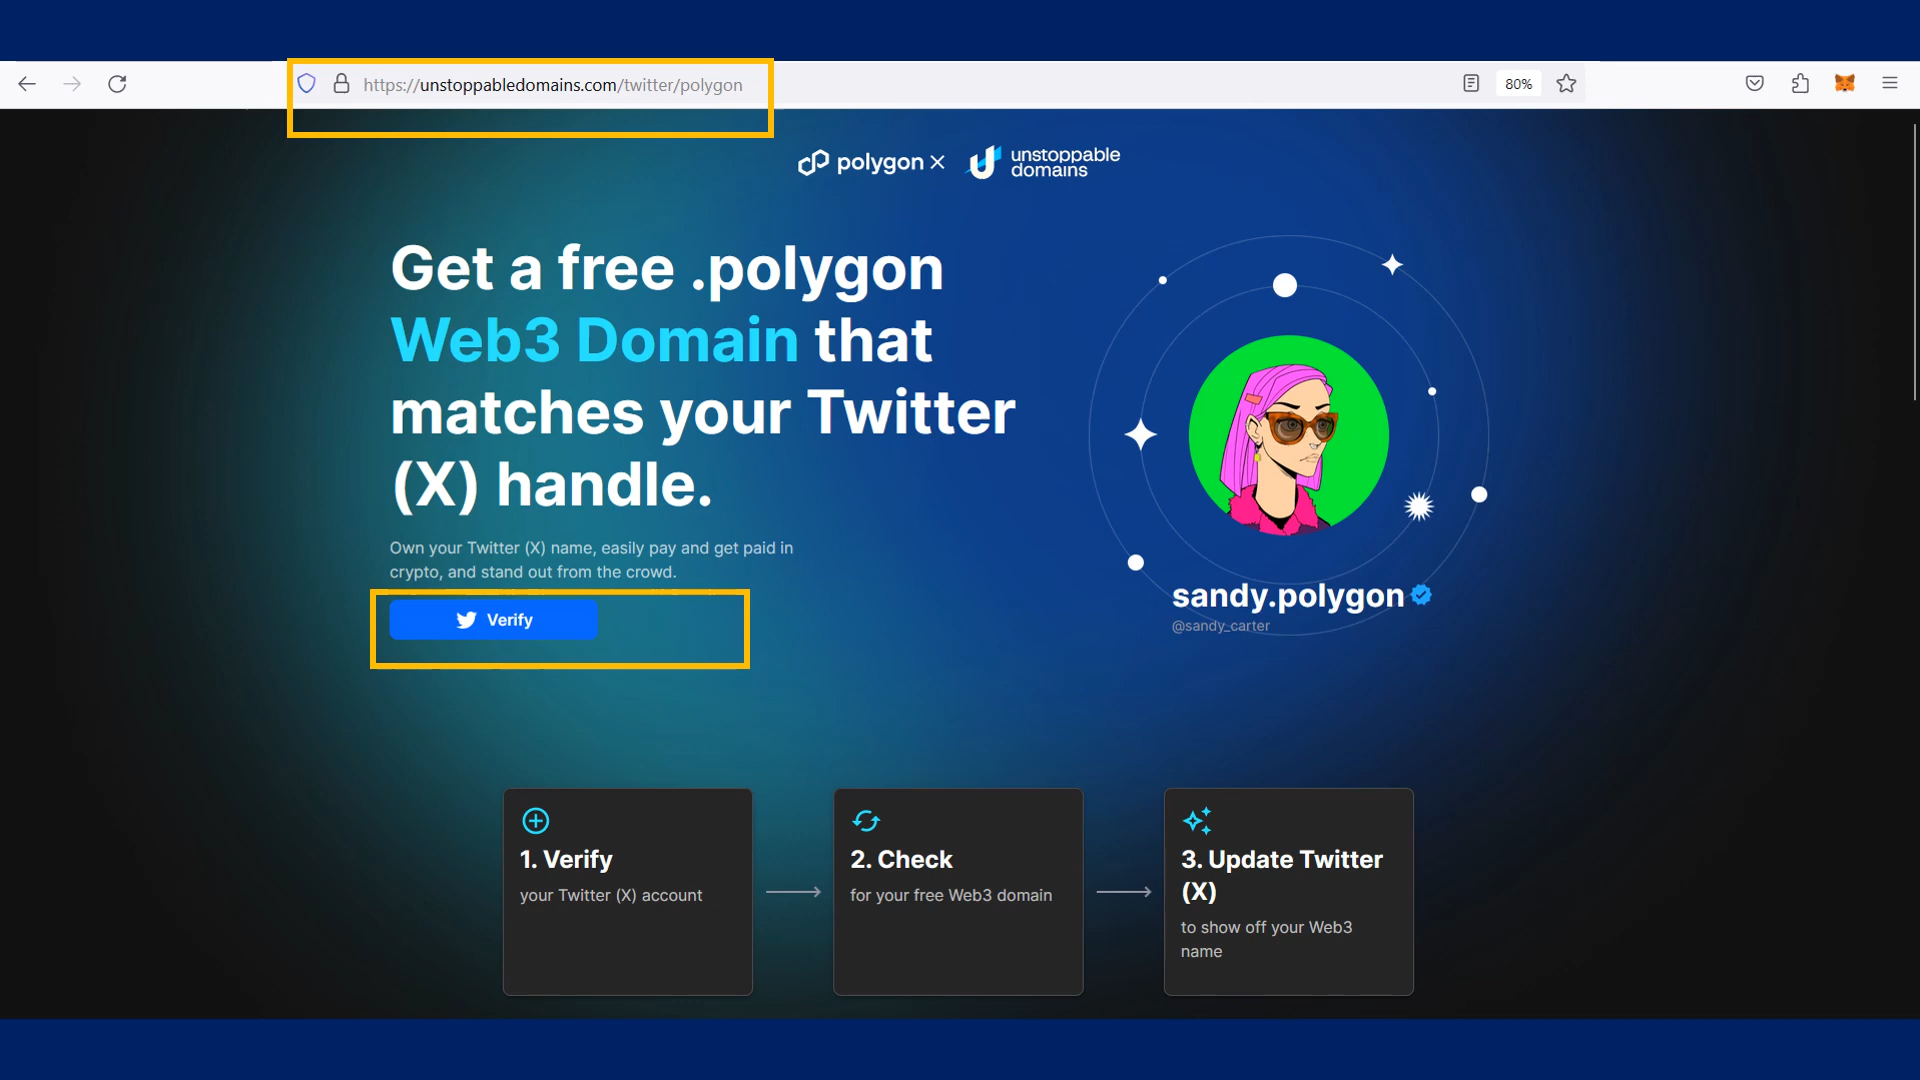 https://unstoppabledomains.com/twitter/polygon
80%
polygon
unstoppable
domains
Get a free .polygon
Web3 Domain that
matches your Twitter
(X) handle.
Own your Twitter (X) name, easily pay and get paid in
crypto, and stand out from the crowd.
Verify
sandy.polygon
@sandy_carter
1. Verify
your Twitter (X) account
2. Check
for your free Web3 domain
3. Update Twitter
(X)
to show off your Web3
name